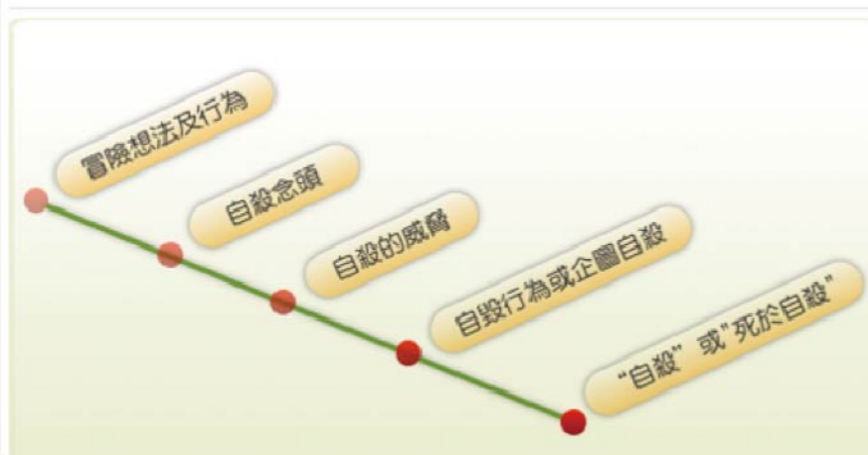 冒險想法及行為
自殺念頭
自殺的威脅
自毀行為或企圖自殺
“自殺” 或”死於自殺”